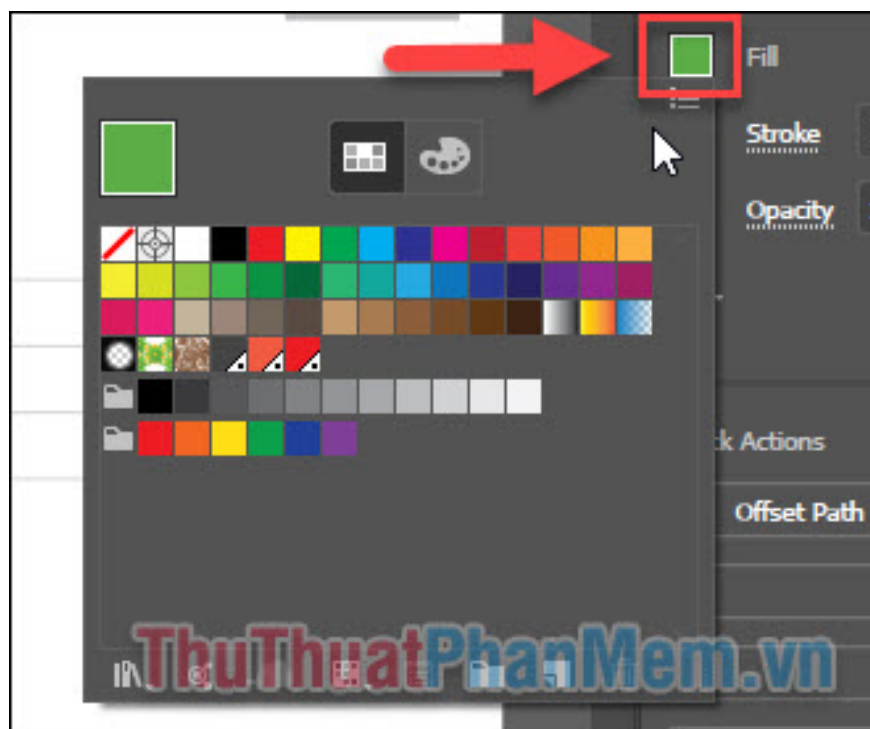 Fill
Stroke
Opacity
k Actions
Offset Path
ThuThuatPhanMem.vn